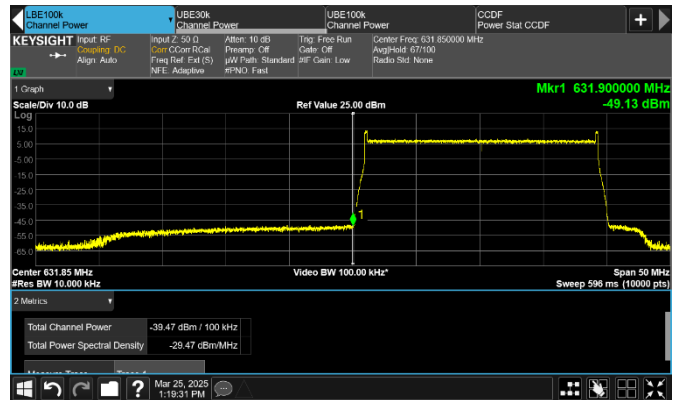 LBE100k
Channel Power
UBE30k
Channel Power
UBE100k
Channel Power
CCDF
Power Stat CCDF
KEYSIGHT
Input: RF
Coupling: DC
Align: Auto
Input Z: 50 Ω
Corr CCorr RCal
Freq Ref: Ext (S)
NFE: Adaptive
Atten: 10 dB
Preamp: Off
µW Path: Standard
#PNO: Fast
Trig: Free Run
Gate: Off
#IF Gain: Low
Center Freq: 631.850000 MHz
Avg|Hold: 67/100
Radio Std: None
LXI
1 Graph
Mkr1 631.900000 MHz
-49.13 dBm
Scale/Div 10.0 dB
Ref Value 25.00 dBm
Log
15.0
5.00
-5.00
-15.0
-25.0
-35.0
-45.0
-55.0
-65.0
1
Center 631.85 MHz
#Res BW 10.000 kHz
Video BW 100.00 kHz*
Span 50 MHz
Sweep 596 ms (10000 pts)
2 Metrics
Total Channel Power -39.47 dBm / 100 kHz
Total Power Spectral Density -29.47 dBm/MHz
Measure Trace Trace 1
Mar 25, 2025
1:19:31 PM